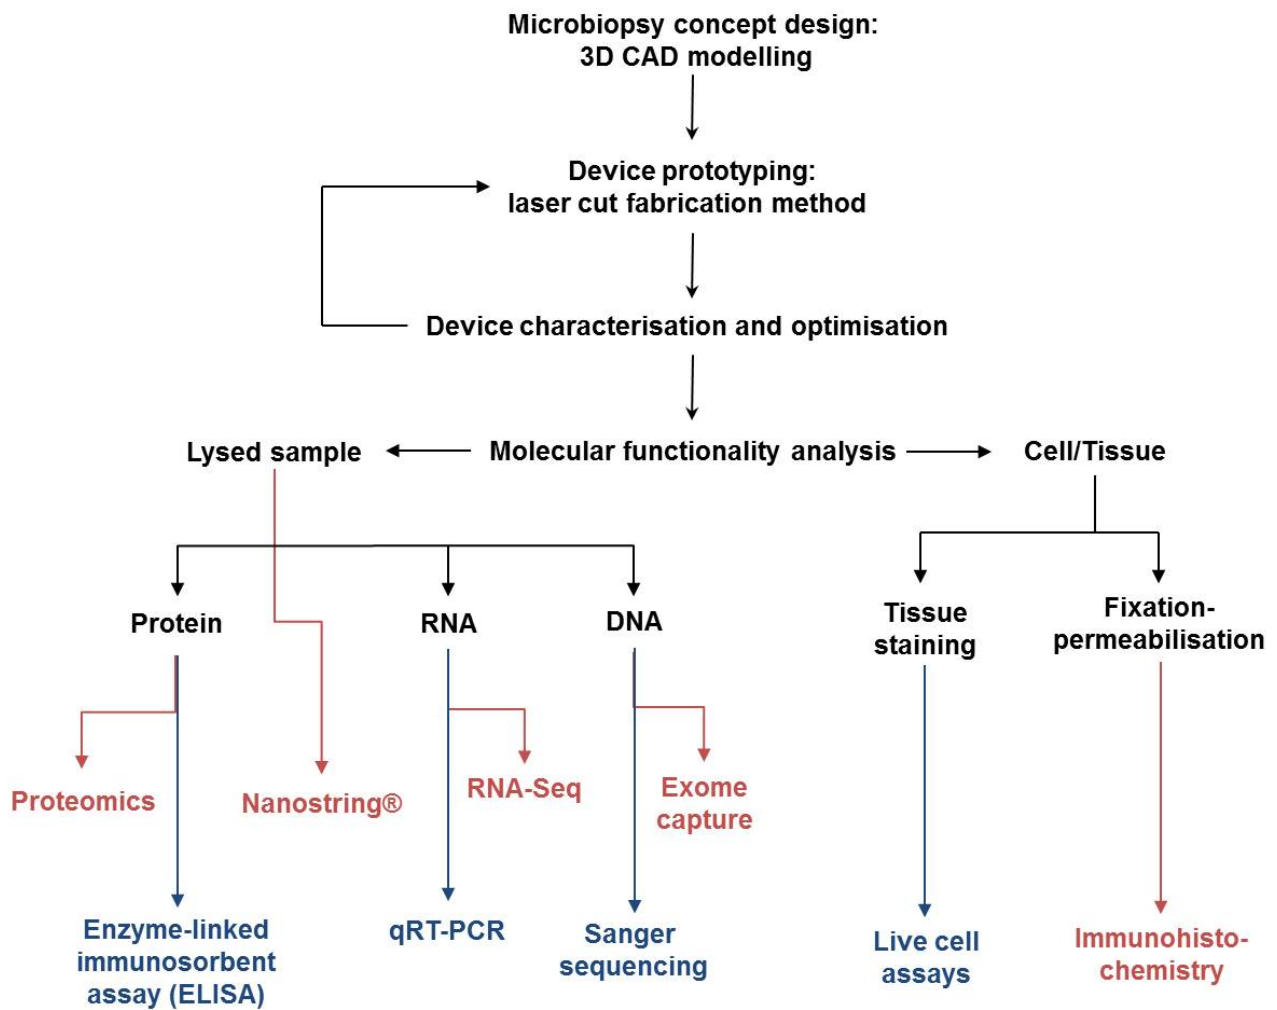 Microbiopsy concept design:
3D CAD modelling
Device prototyping:
laser cut fabrication method
Device characterisation and optimisation
Lysed sample
Molecular functionality analysis
Cell/Tissue
Protein
RNA
DNA
Tissue
staining
Fixation-
permeabilisation
Proteomics
Nanostring®
RNA-Seq
Exome
capture
Enzyme-linked
immunosorbent
assay (ELISA)
qRT-PCR
Sanger
sequencing
Live cell
assays
Immunohisto-
chemistry